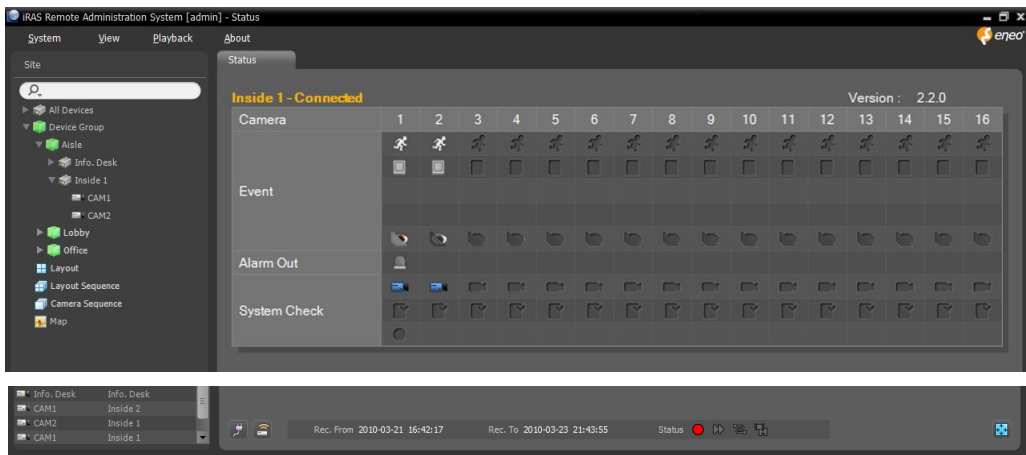 iRAS Remote Administration System [admin] - Status
System View Playback About
eneo
Site
Status
Inside 1 - Connected Version : 2.2.0
All Devices
Device Group
Aisle
Info. Desk
Inside 1
CAM1
CAM2
Lobby
Office
Layout
Layout Sequence
Camera Sequence
Map
Camera 1 2 3 4 5 6 7 8 9 10 11 12 13 14 15 16
Event
Alarm Out
System Check
Info. Desk Info. Desk
CAM1 Inside 2
CAM2 Inside 1
CAM1 Inside 1
Rec. From 2010-03-21 16:42:17 Rec. To 2010-03-23 21:43:55 Status